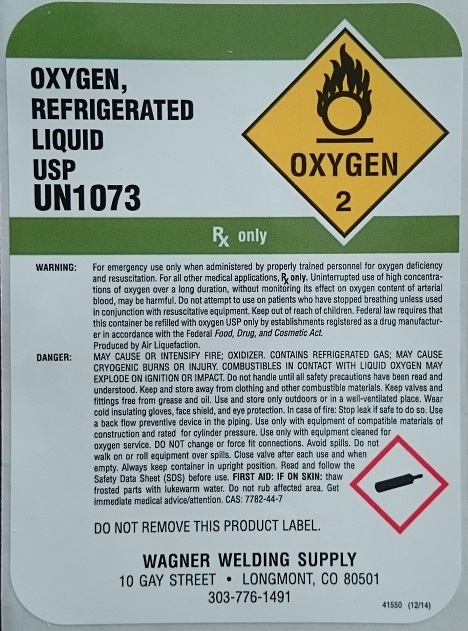 OXYGEN,
REFRIGERATED
LIQUID
USP
UN1073
OXYGEN
2
Rx only
WARNING: For emergency use only when administered by properly trained personnel for oxygen deficiency
and resuscitation. For all other medical applications, Rx only. Uninterrupted use of high concentra-
tions of oxygen over a long duration, without monitoring its effect on oxygen content of arterial
blood, may be harmful. Do not attempt to use on patients who have stopped breathing unless used
in conjunction with resuscitative equipment. Keep out of reach of children. Federal law requires that
this container be refilled with oxygen USP only by establishments registered as a drug manufactur-
er in accordance with the Federal Food, Drug, and Cosmetic Act.
Produced by Air Liquefaction.
DANGER: MAY CAUSE OR INTENSIFY FIRE; OXIDIZER. CONTAINS REFRIGERATED GAS; MAY CAUSE
CRYOGENIC BURNS OR INJURY. COMBUSTIBLES IN CONTACT WITH LIQUID OXYGEN MAY
EXPLODE ON IGNITION OR IMPACT. Do not handle until all safety precautions have been read and
understood. Keep and store away from clothing and other combustible materials. Keep valves and
fittings free from grease and oil. Use and store only outdoors or in a well-ventilated place. Wear
cold insulating gloves, face shield, and eye protection. In case of fire: Stop leak if safe to do so. Use
a back flow preventive device in the piping. Use only with equipment of compatible materials of
construction and rated for cylinder pressure. Use only with equipment cleaned for
oxygen service. DO NOT change or force fit connections. Avoid spills. Do not
walk on or roll equipment over spills. Close valve after each use and when
empty. Always keep container in upright position. Read and follow the
Safety Data Sheet (SDS) before use. FIRST AID: IF ON SKIN: thaw
frosted parts with lukewarm water. Do not rub affected area. Get
immediate medical advice/attention. CAS: 7782-44-7
DO NOT REMOVE THIS PRODUCT LABEL.
WAGNER WELDING SUPPLY
10 GAY STREET • LONGMONT, CO 80501
303-776-1491
41550 (12/14)